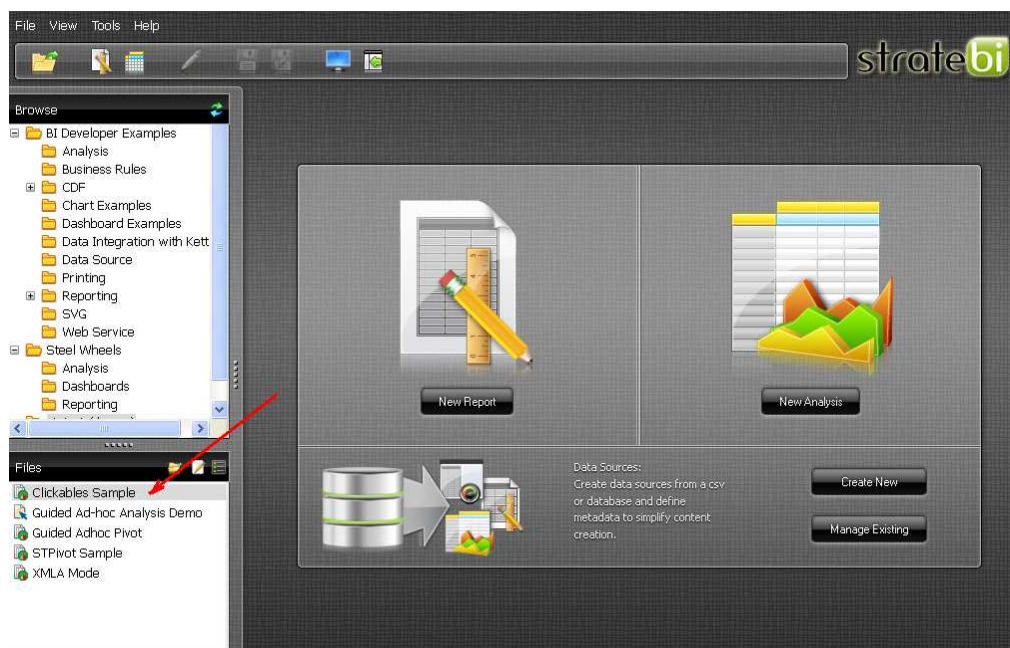 File View Tools Help
stratebi
Browse
BI Developer Examples
Analysis
Business Rules
CDF
Chart Examples
Dashboard Examples
Data Integration with Kett
Data Source
Printing
Reporting
SVG
Web Service
Steel Wheels
Analysis
Dashboards
Reporting
New Report
New Analysis
Files
Clickables Sample
Guided Ad-hoc Analysis Demo
Guided Adhoc Pivot
STPivot Sample
XMLA Mode
Data Sources:
Create data sources from a csv
or database and define
metadata to simplify content
creation.
Create New
Manage Existing